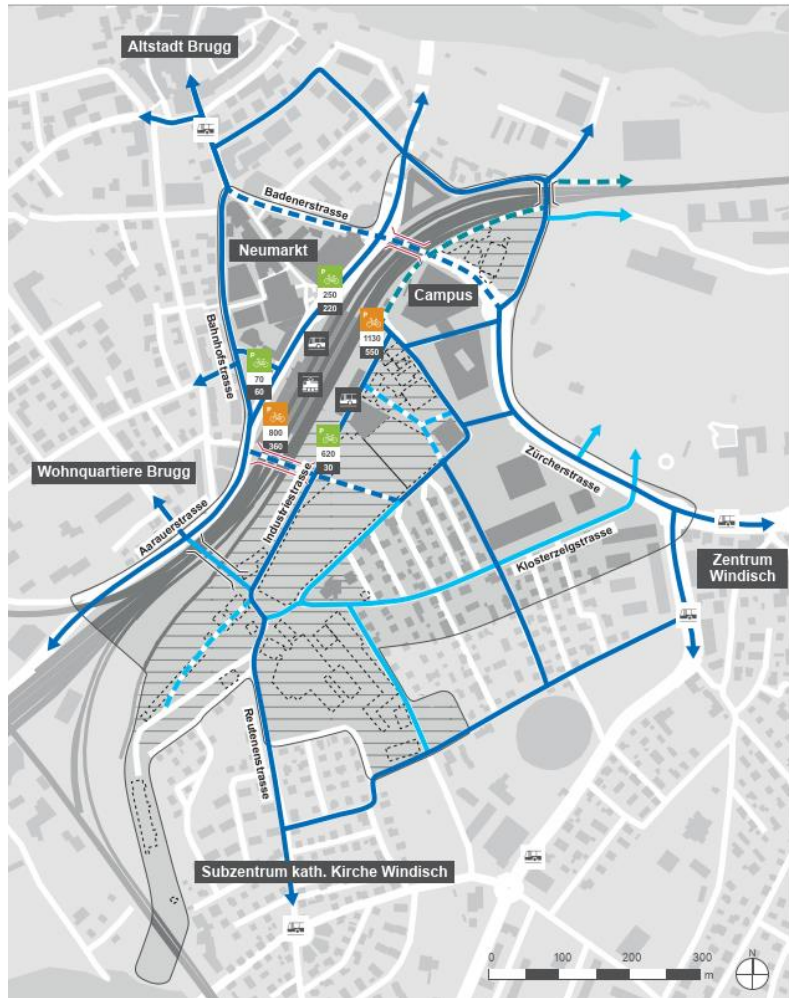 Altstadt Brugg
Badenerstrasse
Neumarkt
P
250
220
Campus
P
1130
550
Bahnhofstrasse
P
70
60
P
800
360
P
620
30
Wohnquartiere Brugg
Industriestrasse
Aarauerstrasse
Zürcherstrasse
Klosterzelgstrasse
Zentrum
Windisch
Reutenenstrasse
Subzentrum kath. Kirche Windisch
0 100 200 300
m
N